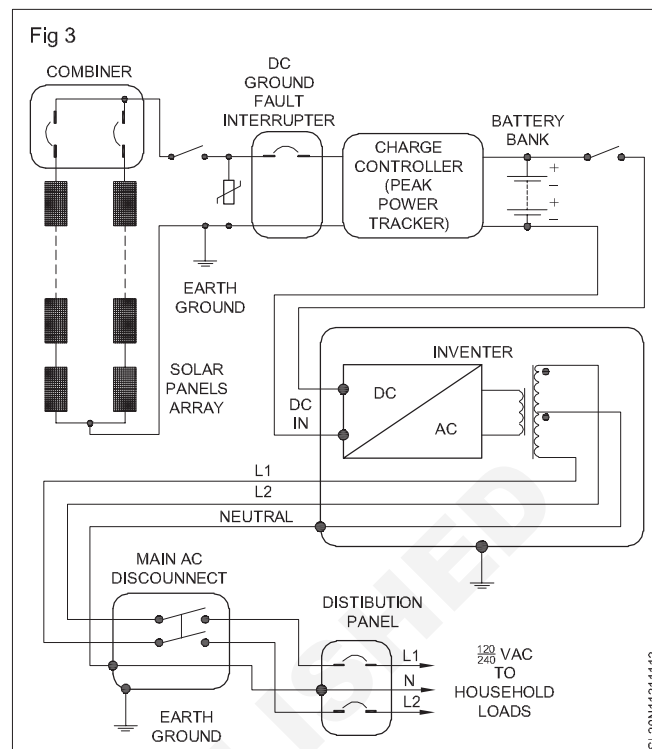 Fig 3
COMBINER
DC
GROUND
FAULT
INTERRUPTER
CHARGE
CONTROLLER
(PEAK
POWER
TRACKER)
BATTERY
BANK
+
–
+
–
EARTH
GROUND
SOLAR
PANELS
ARRAY
INVENTER
DC
IN
DC
AC
L1
L2
NEUTRAL
MAIN AC
DISCOUNNECT
EARTH
GROUND
DISTIBUTION
PANEL
L1
N
L2
120
240 VAC
TO
HOUSEHOLD
LOADS